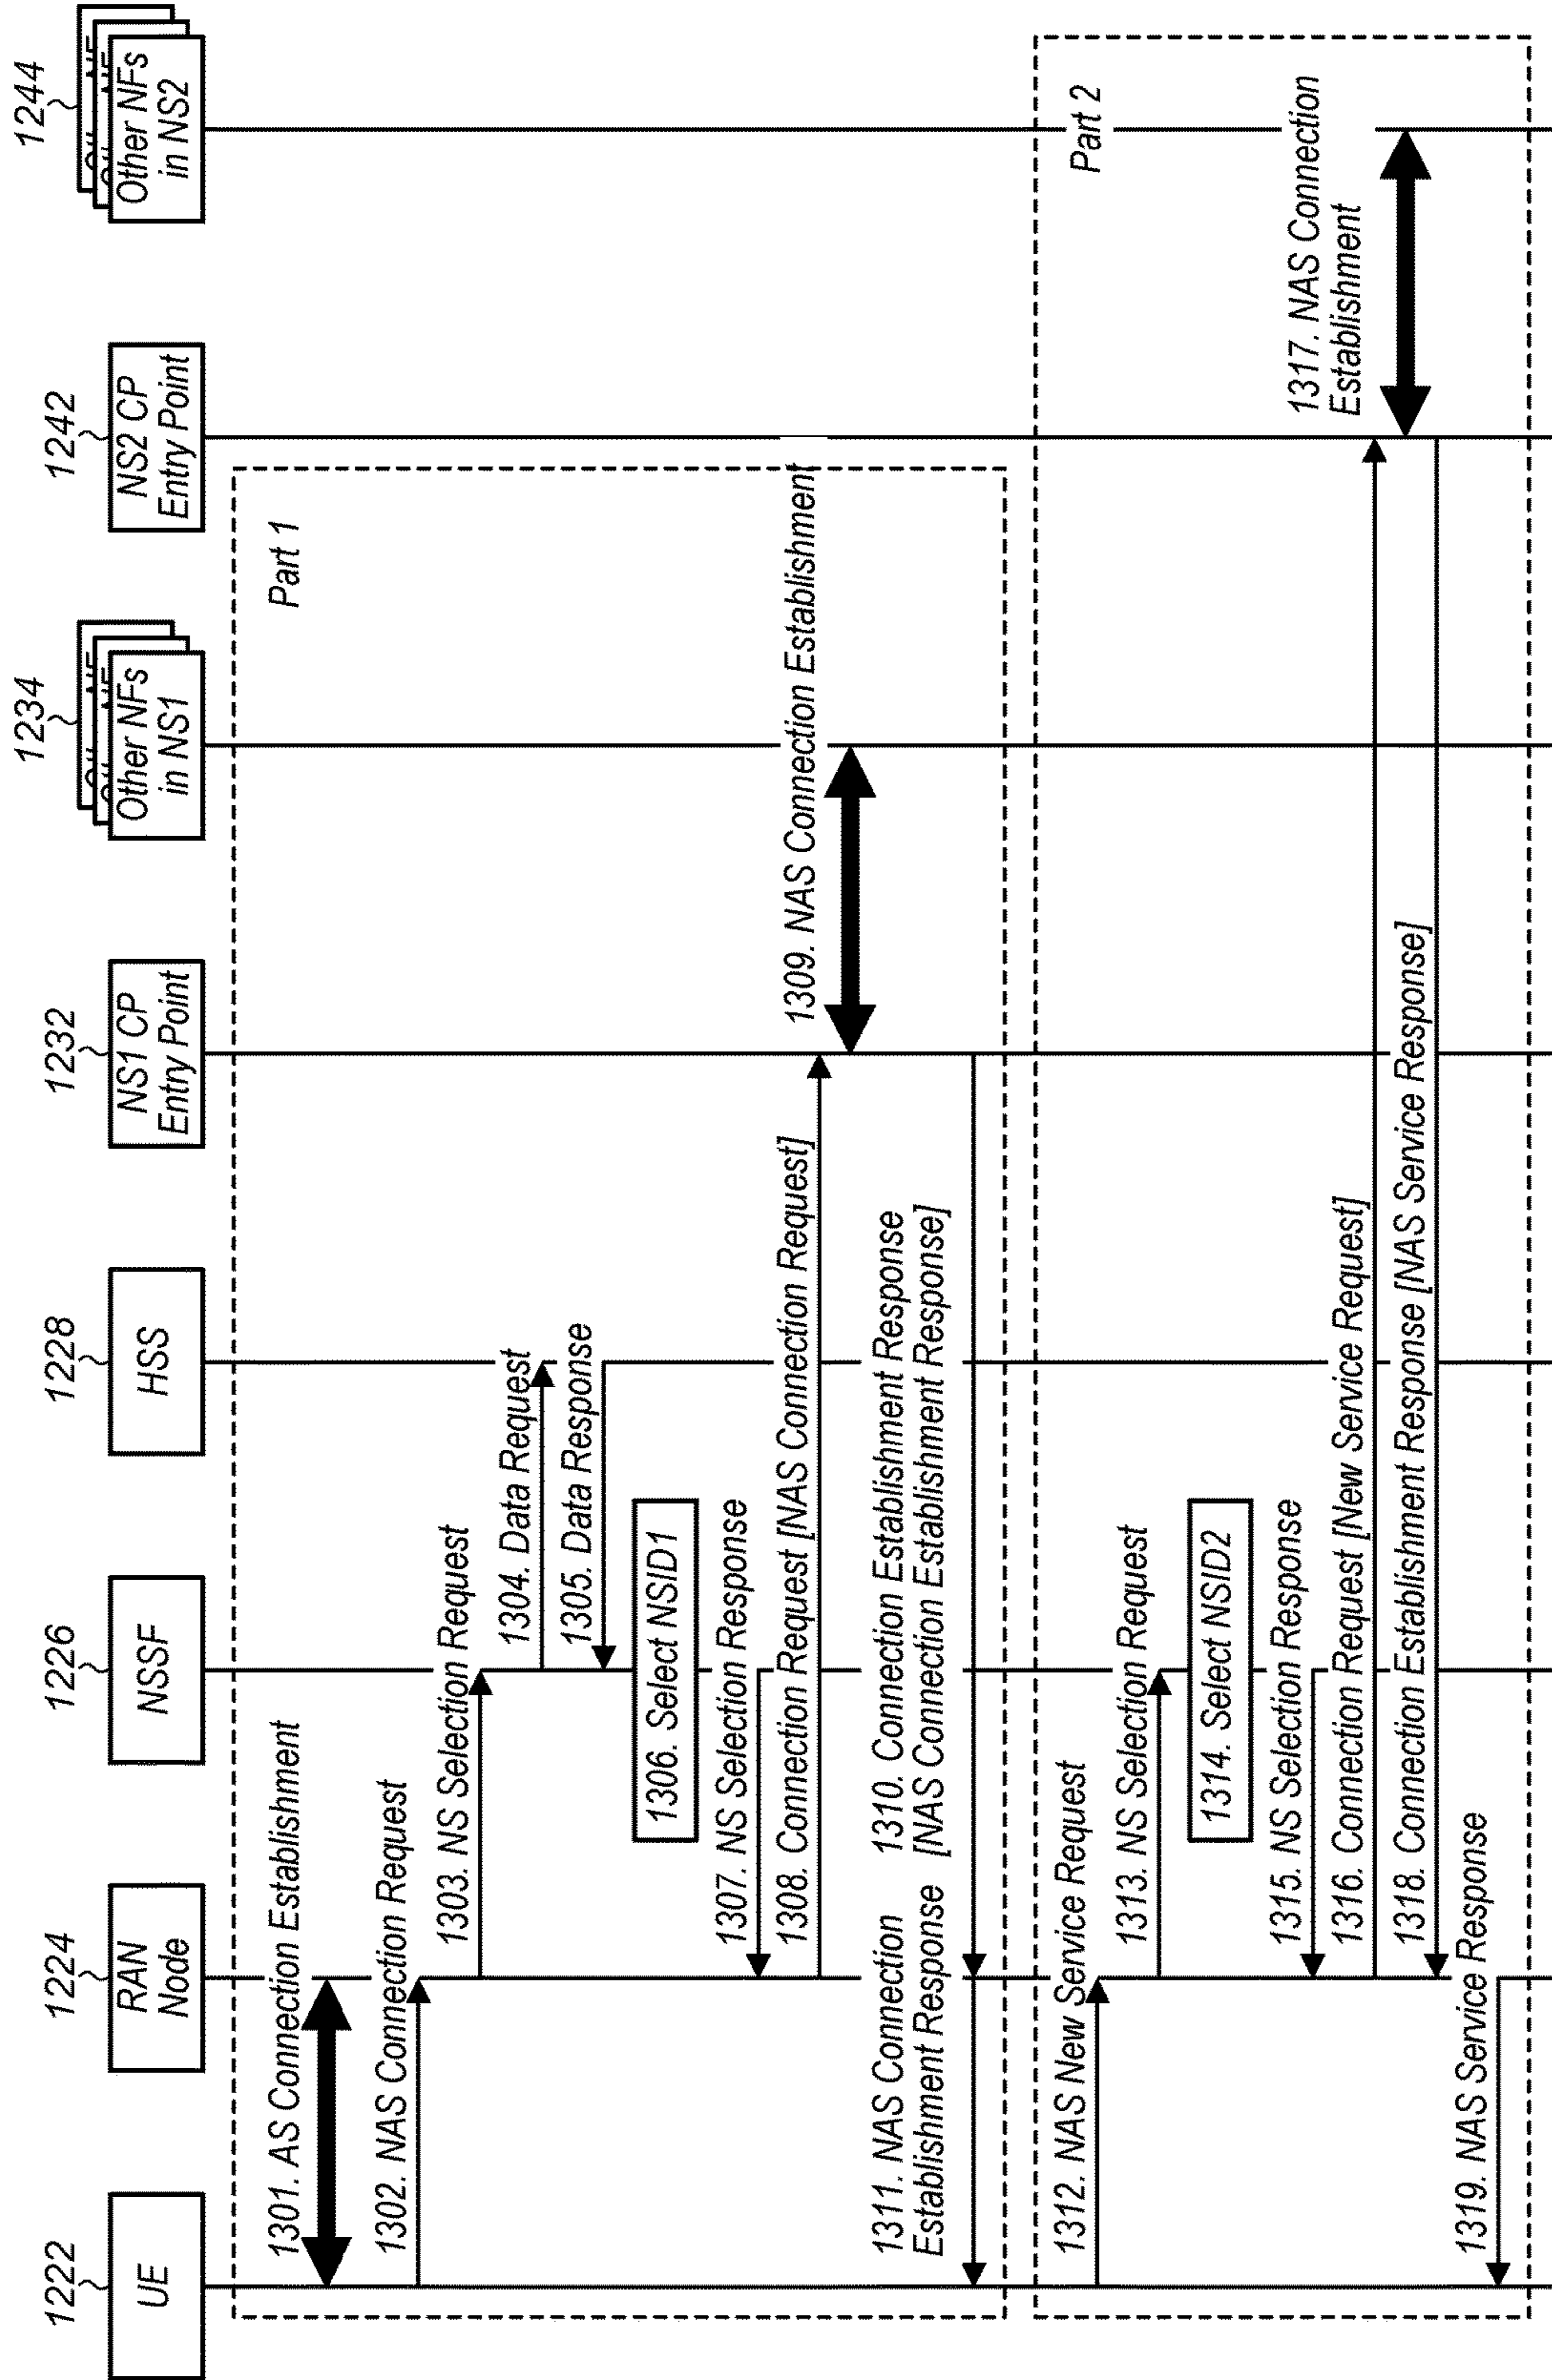 1222
1224
1226
1228
1232
1234
1242
1244
UE
RAN
Node
NSSF
HSS
NS1 CP
Entry Point
Other NFs
in NS1
NS2 CP
Entry Point
Other NFs
in NS2
Part 1
1301. AS Connection Establishment
1302. NAS Connection Request
1303. NS Selection Request
1304. Data Request
1305. Data Response
1306. Select NSID1
1307. NS Selection Response
1308. Connection Request [NAS Connection Request]
1309. NAS Connection Establishment
1310. Connection Establishment Response
[NAS Connection Establishment Response]
1311. NAS Connection
Establishment Response
Part 2
1312. NAS New Service Request
1313. NS Selection Request
1314. Select NSID2
1315. NS Selection Response
1316. Connection Request [New Service Request]
1317. NAS Connection
Establishment
1318. Connection Establishment Response [NAS Service Response]
1319. NAS Service Response